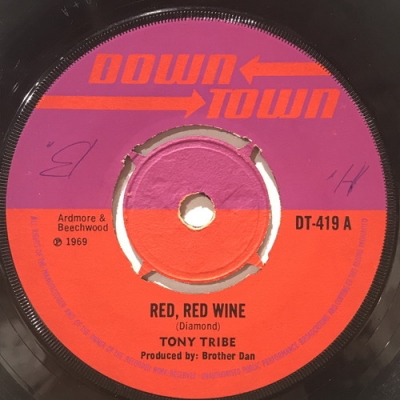 DOWN
TOWN
Ardmore &
Beechwood
℗ 1969
DT-419 A
RED, RED WINE
(Diamond)
TONY TRIBE
Produced by: Brother Dan